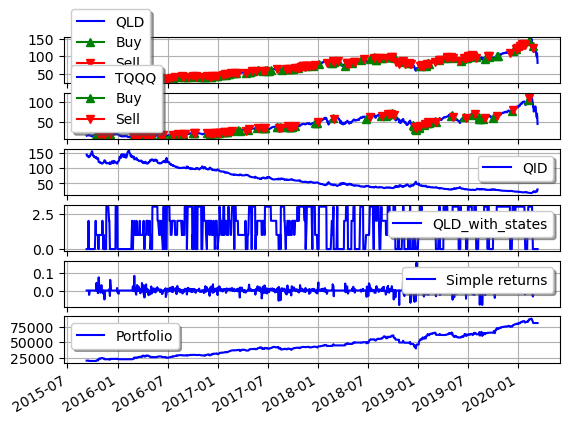 QLD
Buy
Sell
150
100
50
TQQQ
Buy
Sell
100
50
150
100
50
QID
2.5
0.0
QLD_with_states
0.1
0.0
Simple returns
75000
50000
25000
Portfolio
2015-07
2016-01
2016-07
2017-01
2017-07
2018-01
2018-07
2019-01
2019-07
2020-01